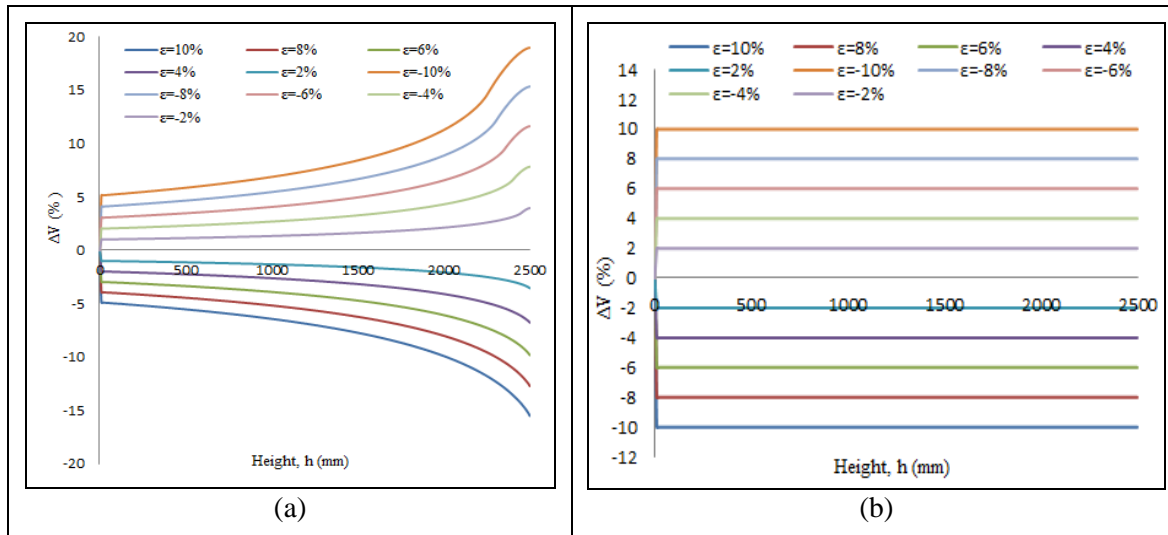 20
ε=10% ε=8% ε=6%
ε=4% ε=2% ε=-10%
15
ε=-8% ε=-6% ε=-4%
ε=-2%
10
5
ΔV (%)
0
0 500 1000 1500 2000 2500
-5
-10
-15
Height, h (mm)
-20
(a)
ε=10% ε=8% ε=6% ε=4%
14
ε=2% ε=-10% ε=-8% ε=-6%
12
ε=-4% ε=-2%
10
8
6
4
2
ΔV (%)
0
0 500 1000 1500 2000 2500
-2
-4
-6
-8
-10
-12
Height, h (mm)
(b)